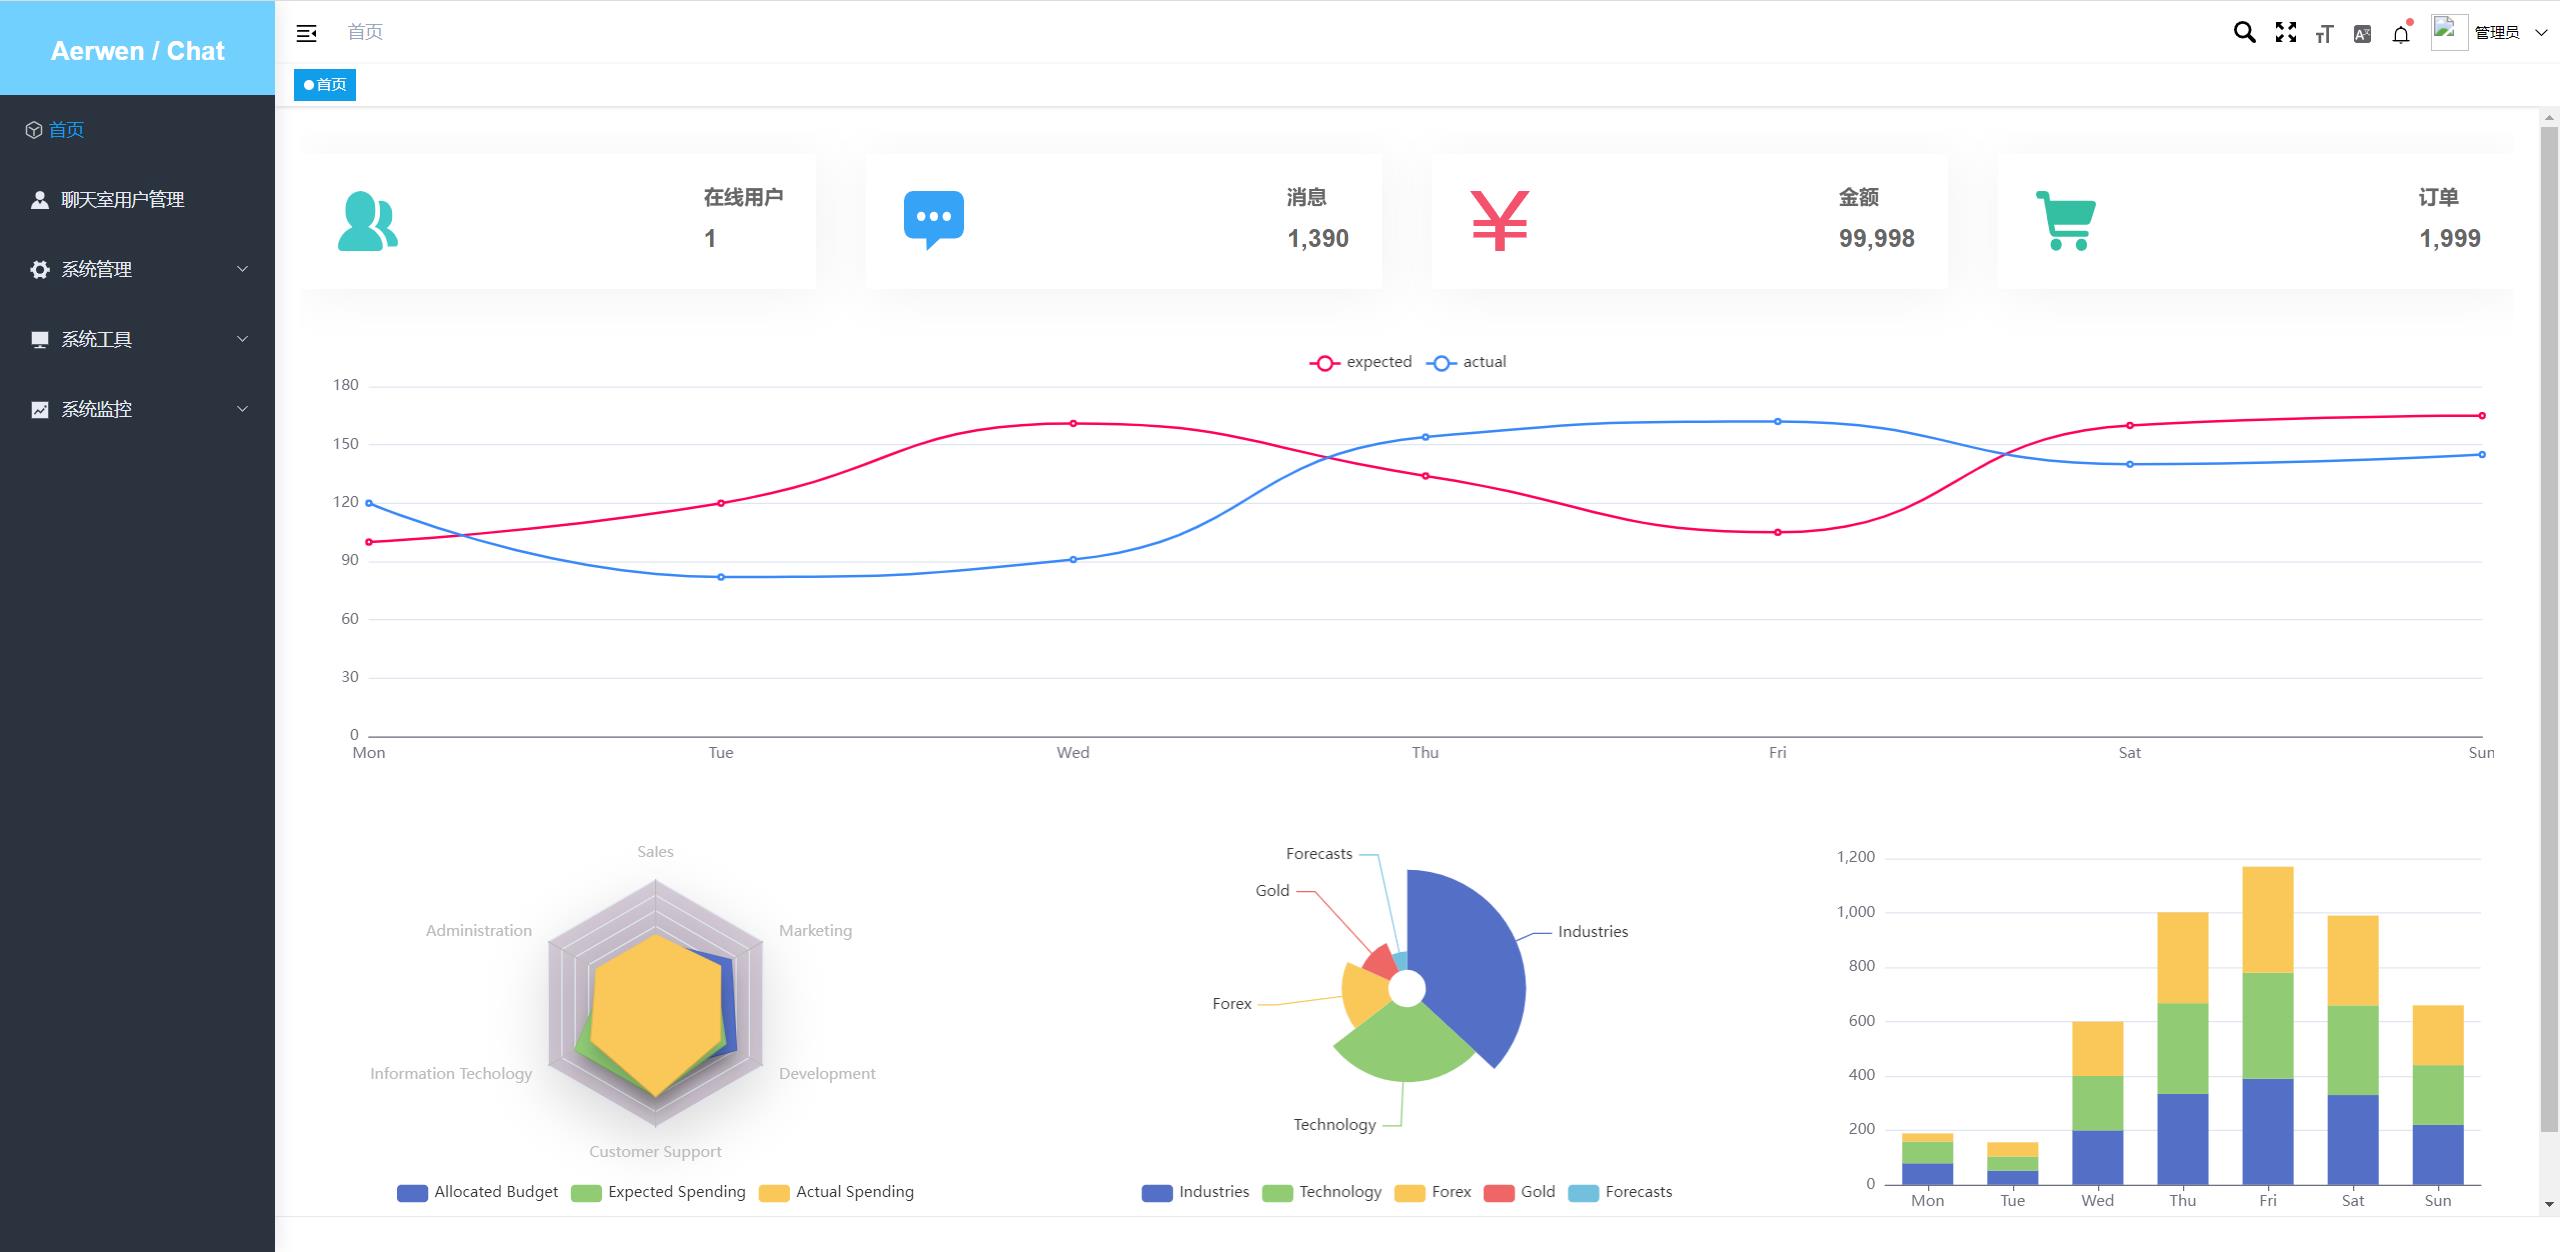 Aerwen / Chat
首页
聊天室用户管理
系统管理
系统工具
系统监控
首页
管理员
首页
在线用户
1
消息
1,390
¥
金额
99,998
订单
1,999
expected actual
180
150
120
90
60
30
0
Mon Tue Wed Thu Fri Sat Sun
Sales
Administration Marketing
Information Techology Development
Customer Support
Allocated Budget Expected Spending Actual Spending
Forecasts
Gold
Industries
Forex
Technology
Industries Technology Forex Gold Forecasts
1,200
1,000
800
600
400
200
0
Mon Tue Wed Thu Fri Sat Sun